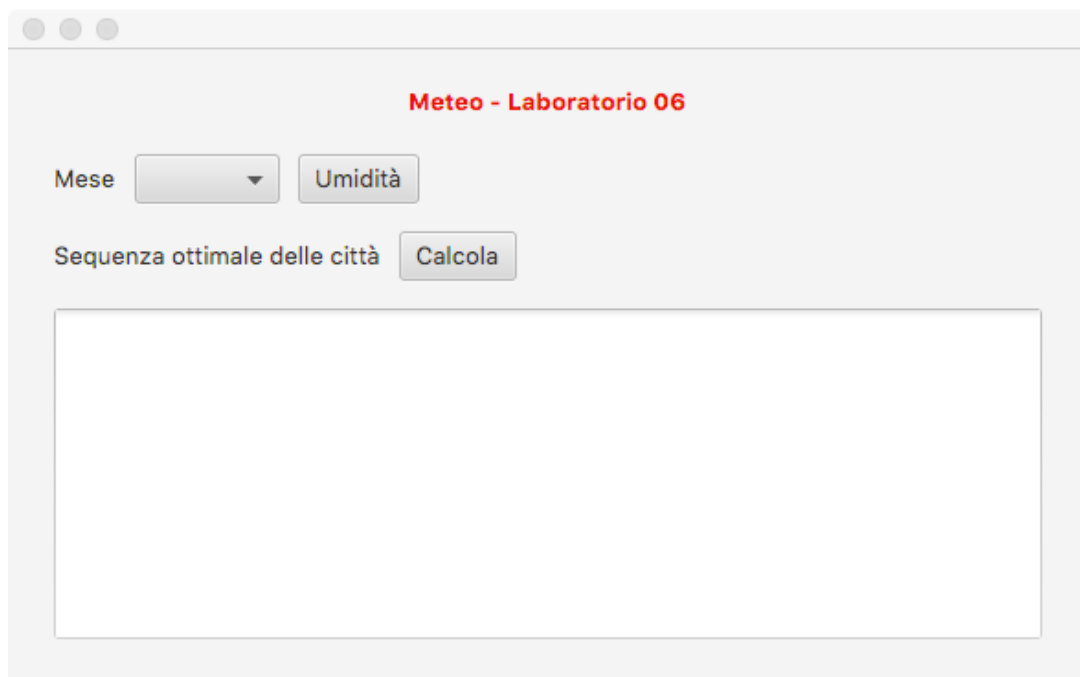 Meteo - Laboratorio 06
Mese Umidità
Sequenza ottimale delle città Calcola